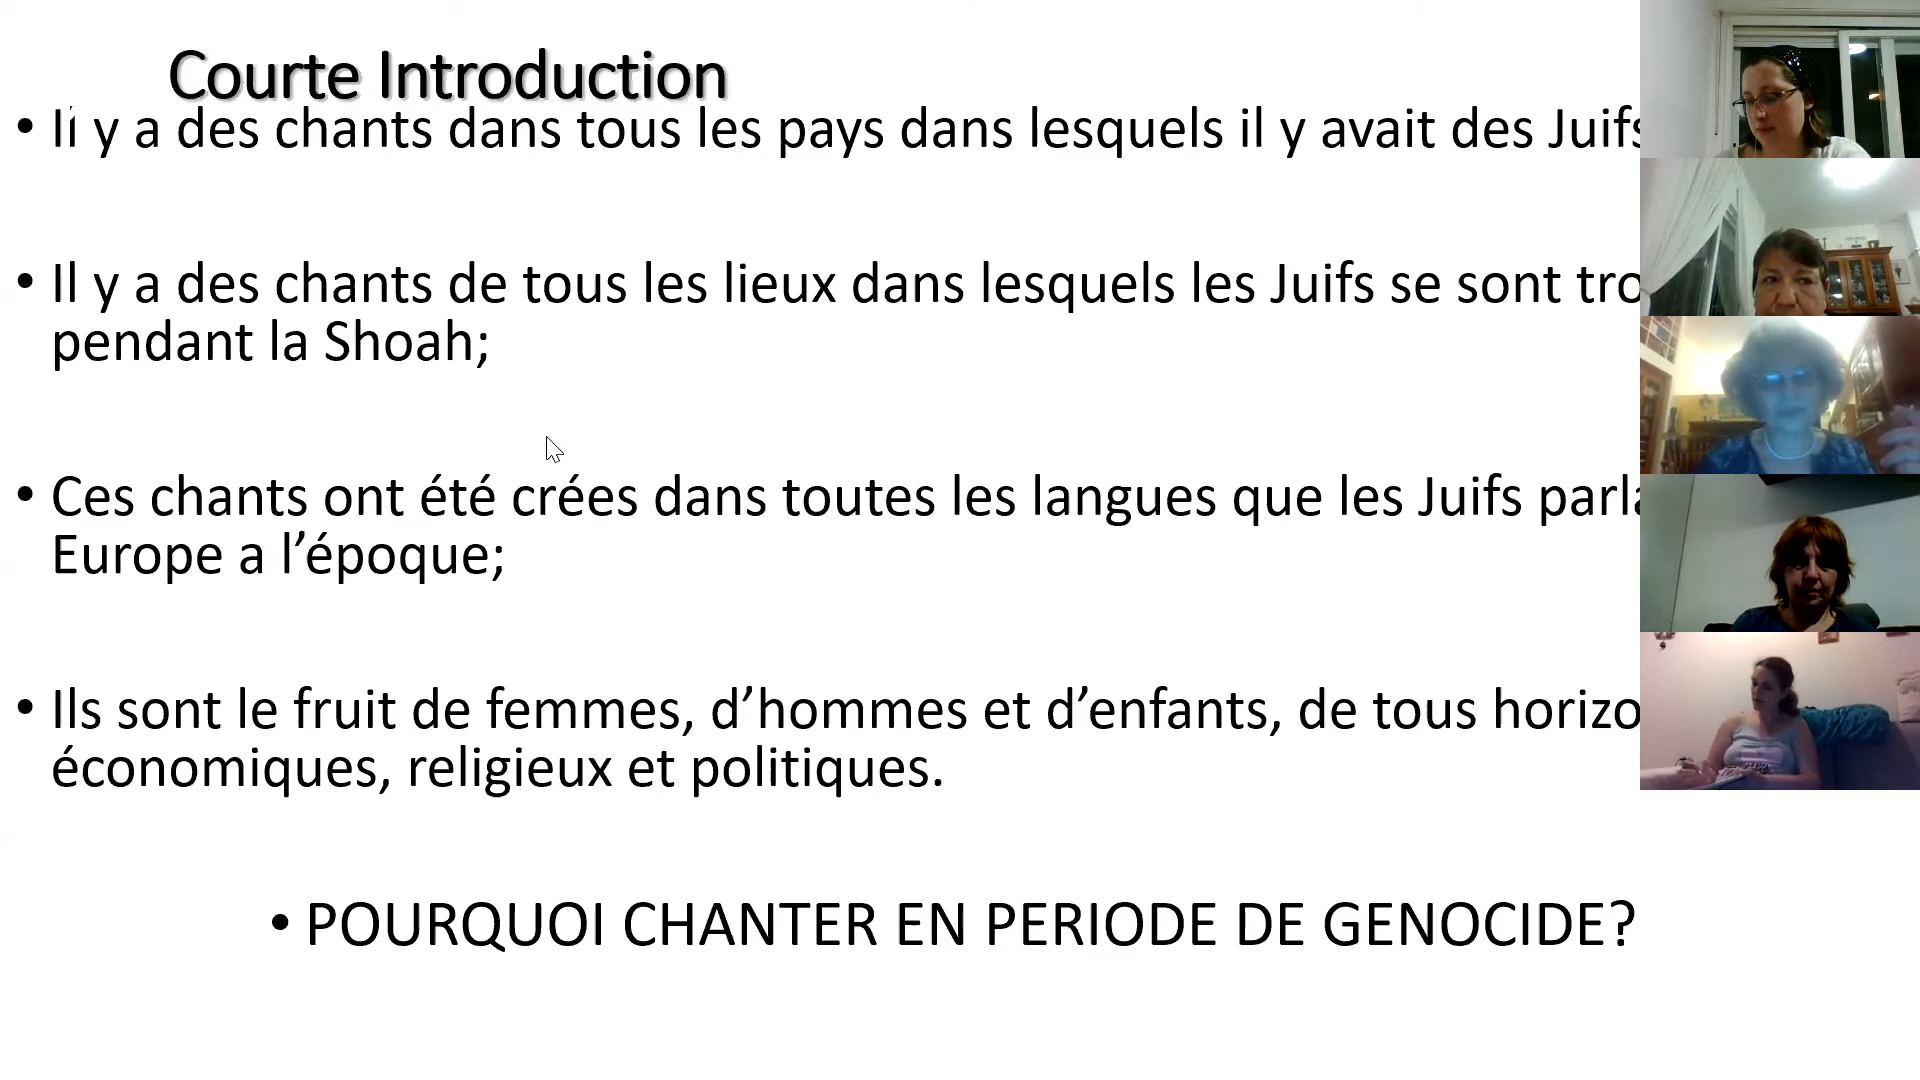 Courte Introduction
• Il y a des chants dans tous les pays dans lesquels il y avait des Juifs
• Il y a des chants de tous les lieux dans lesquels les Juifs se sont
pendant la Shoah;
• Ces chants ont été crées dans toutes les langues que les Juifs
Europe a l’époque;
• Ils sont le fruit de femmes, d’hommes et d’enfants, de tous
économiques, religieux et politiques.
• POURQUOI CHANTER EN PERIODE DE GENOCIDE?